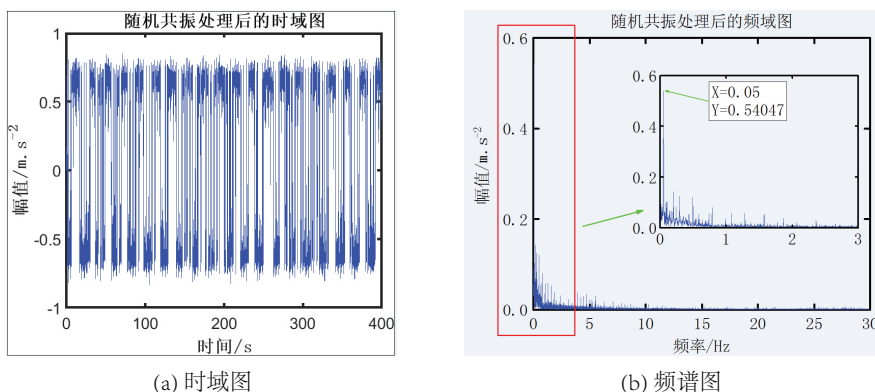 随机共振处理后的时域图
1
0.5
0
-0.5
-1
幅值/m.s⁻²
0 100 200 300 400
时间/s
(a) 时域图
随机共振处理后的频域图
0.6
0.4
0.2
0.0
幅值/m.s⁻²
0 5 10 15 20 25 30
频率/Hz
0.6
0.4
0.2
0.0
0 1 2 3
X=0.05
Y=0.54047
(b) 频谱图